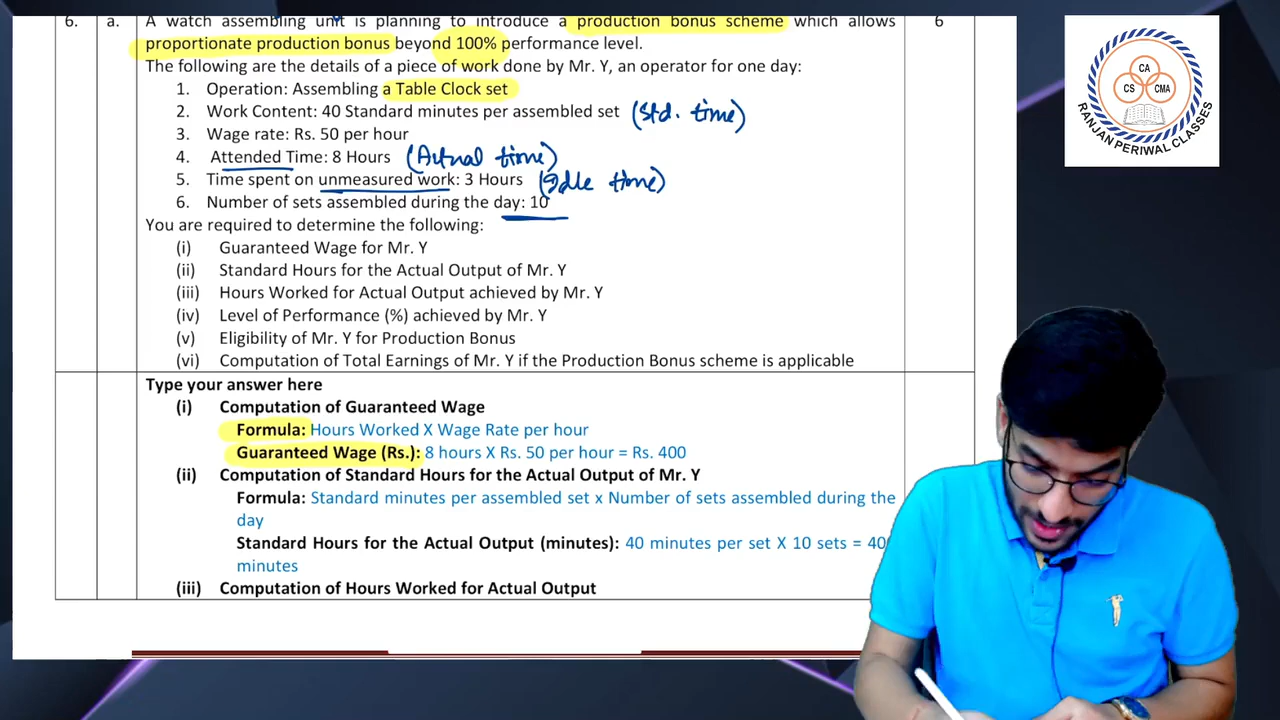 6. a. A watch assembling unit is planning to introduce a production bonus scheme which allows 6
proportionate production bonus beyond 100% performance level.
The following are the details of a piece of work done by Mr. Y, an operator for one day:
1. Operation: Assembling a Table Clock set
2. Work Content: 40 Standard minutes per assembled set (Std. time)
3. Wage rate: Rs. 50 per hour
4. Attended Time: 8 Hours (Actual time)
5. Time spent on unmeasured work: 3 Hours (Idle time)
6. Number of sets assembled during the day: 10
You are required to determine the following:
(i) Guaranteed Wage for Mr. Y
(ii) Standard Hours for the Actual Output of Mr. Y
(iii) Hours Worked for Actual Output achieved by Mr. Y
(iv) Level of Performance (%) achieved by Mr. Y
(v) Eligibility of Mr. Y for Production Bonus
(vi) Computation of Total Earnings of Mr. Y if the Production Bonus scheme is applicable
Type your answer here
(i) Computation of Guaranteed Wage
Formula: Hours Worked X Wage Rate per hour
Guaranteed Wage (Rs.): 8 hours X Rs. 50 per hour = Rs. 400
(ii) Computation of Standard Hours for the Actual Output of Mr. Y
Formula: Standard minutes per assembled set x Number of sets assembled during the
day
Standard Hours for the Actual Output (minutes): 40 minutes per set X 10 sets =
minutes
(iii) Computation of Hours Worked for Actual Output
CA
CS CMA
RANJAN PERIWAL CLASSES